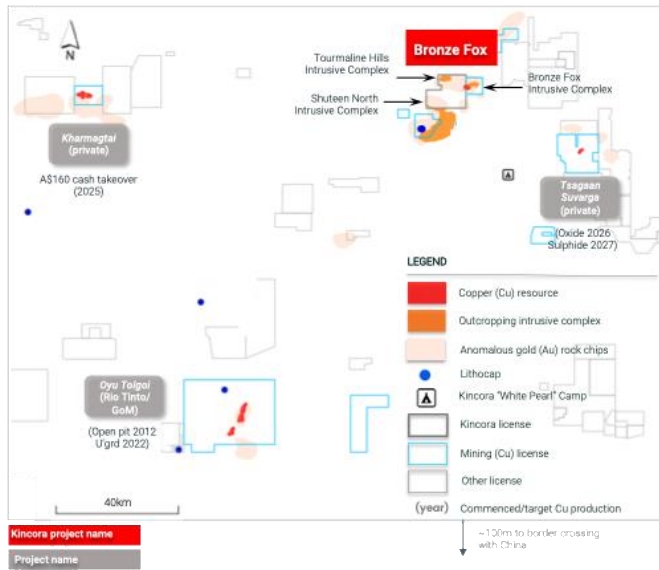 N
Kharmagtai
(private)
A$160 cash takeover
(2025)
Bronze Fox
Tourmaline Hills
Intrusive Complex
Shuteen North
Intrusive Complex
Bronze Fox
Intrusive Complex
Tsagaan
Suvarga
(private)
(Oxide 2026
Sulphide 2027)
Oyu Tolgoi
(Rio Tinto/
GoM)
(Open pit 2012
U'grd 2022)
40km
LEGEND
Copper (Cu) resource
Outcropping intrusive complex
Anomalous gold (Au) rock chips
Lithocap
Kincora "White Pearl" Camp
Kincora license
Mining (Cu) license
Other license
(year) Commenced/target Cu production
~100m to border crossing
with China
Kincora project name
Project name